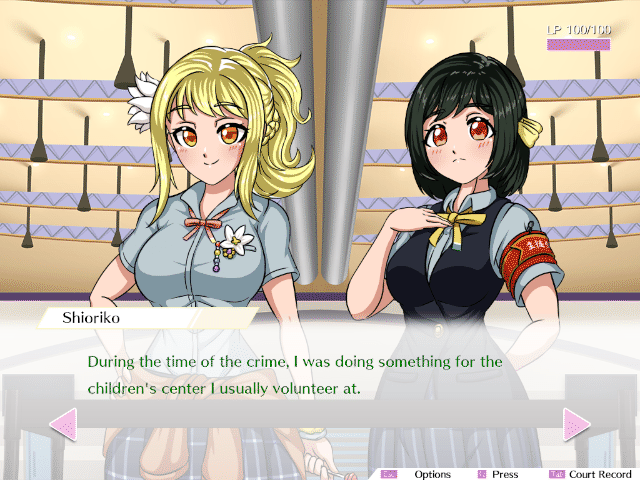 LP 100/100
Shioriko
During the time of the crime, I was doing something for the
children's center I usually volunteer at.
Options
Press
Tab
Court Record